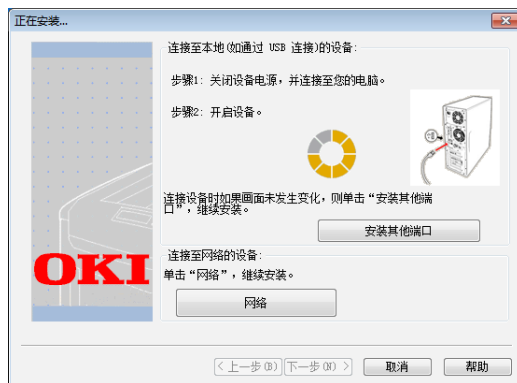 正在安装...
连接至本地(如通过 USB 连接)的设备:
步骤1: 关闭设备电源，并连接至您的电脑。
步骤2: 开启设备。
连接设备时如果画面未发生变化，则单击“安装其他端
口”，继续安装。
安装其他端口
连接至网络的设备:
单击“网络”，继续安装。
网络
OKI
< 上一步(B)
下一步(N) >
取消
帮助